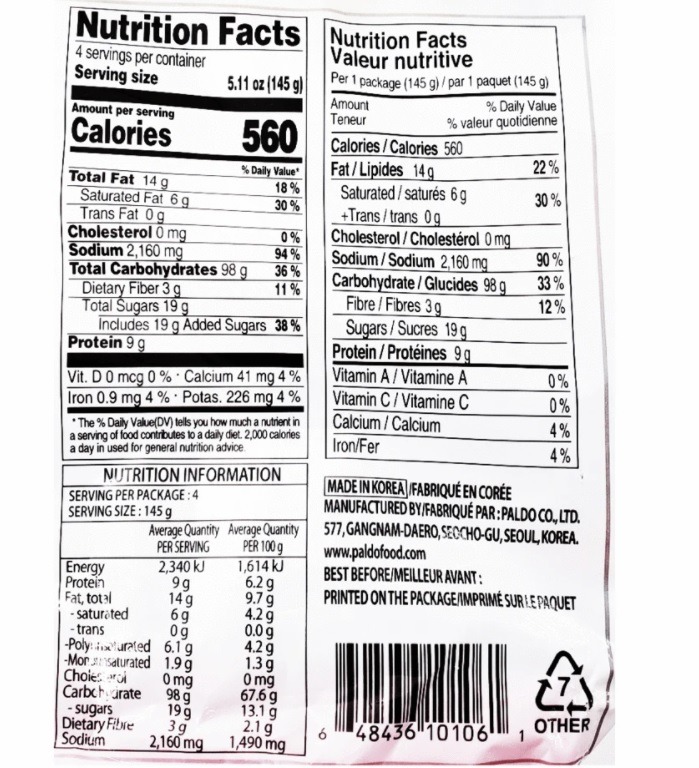 Nutrition Facts
4 servings per container
Serving size 5.11 oz (145 g)
Amount per serving
Calories 560
% Daily Value*
Total Fat 14 g 18 %
Saturated Fat 6 g 30 %
Trans Fat 0 g
Cholesterol 0 mg 0 %
Sodium 2,160 mg 94 %
Total Carbohydrates 98 g 36 %
Dietary Fiber 3 g 11 %
Total Sugars 19 g
Includes 19 g Added Sugars 38 %
Protein 9 g
Vit. D 0 mcg 0 % · Calcium 41 mg 4 %
Iron 0.9 mg 4 % · Potas. 226 mg 4 %
* The % Daily Value(DV) tells you how much a nutrient in
a serving of food contributes to a daily diet. 2,000 calories
a day in used for general nutrition advice.
NUTRITION INFORMATION
SERVING PER PACKAGE : 4
SERVING SIZE : 145 g
Average Quantity Average Quantity
PER SERVING PER 100 g
Energy 2,340 kJ 1,614 kJ
Protein 9 g 6.2 g
Fat, total 14 g 9.7 g
- saturated 6 g 4.2 g
- trans 0 g 0.0 g
6.1 g 4.2 g
1.9 g 1.3 g
0 mg 0 mg
98 g 67.6 g
- sugars 19 g 13.1 g
Dietary Fibre 3 g 2.1 g
Sodium 2,160 mg 1,490 mg
Nutrition Facts
Valeur nutritive
Per 1 package (145 g) / par 1 paquet (145 g)
Amount % Daily Value
Teneur % valeur quotidienne
Calories / Calories 560
Fat / Lipides 14 g 22 %
Saturated / saturés 6 g 30 %
+Trans / trans 0 g
Cholesterol / Cholestérol 0 mg
Sodium / Sodium 2,160 mg 90 %
Carbohydrate / Glucides 98 g 33 %
Fibre / Fibres 3 g 12 %
Sugars / Sucres 19 g
Protein / Protéines 9 g
Vitamin A / Vitamine A 0 %
Vitamin C / Vitamine C 0 %
Calcium / Calcium 4 %
Iron/Fer 4 %
MADE IN KOREA /FABRIQUÉ EN CORÉE
MANUFACTURED BY/FABRIQUÉ PAR : PALDO CO., LTD.
577, GANGNAM-DAERO, SEOCHO-GU, SEOUL, KOREA.
www.paldofood.com
BEST BEFORE/MEILLEUR AVANT :
PRINTED ON THE PACKAGE/IMPRIMÉ SUR LE PAQUET
6 48436 10106 1
7
OTHER